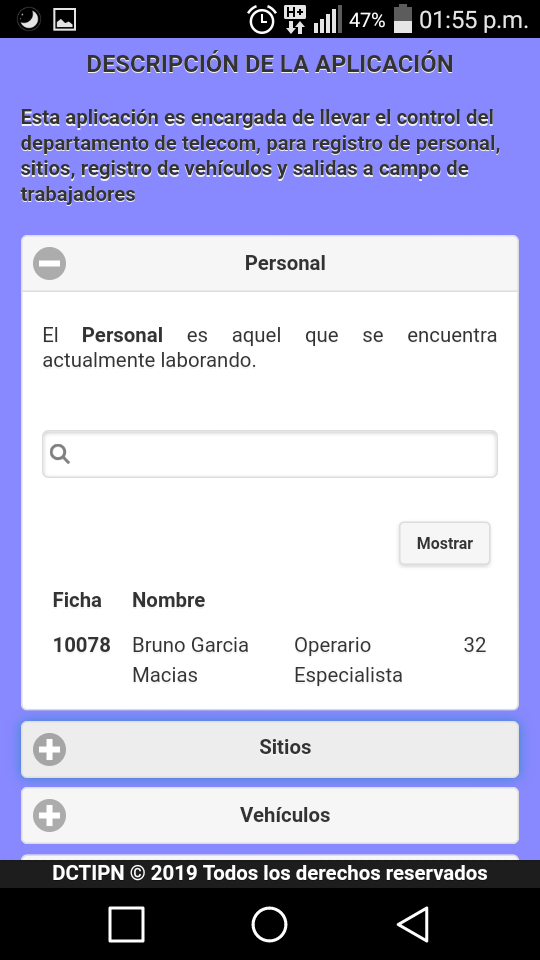 H+ 47% 01:55 p.m.
DESCRIPCIÓN DE LA APLICACIÓN
Esta aplicación es encargada de llevar el control del
departamento de telecom, para registro de personal,
sitios, registro de vehículos y salidas a campo de
trabajadores
Personal
El Personal es aquel que se encuentra
actualmente laborando.
Mostrar
Ficha Nombre
10078 Bruno Garcia Operario 32
Macias Especialista
Sitios
Vehículos
DCTIPN © 2019 Todos los derechos reservados